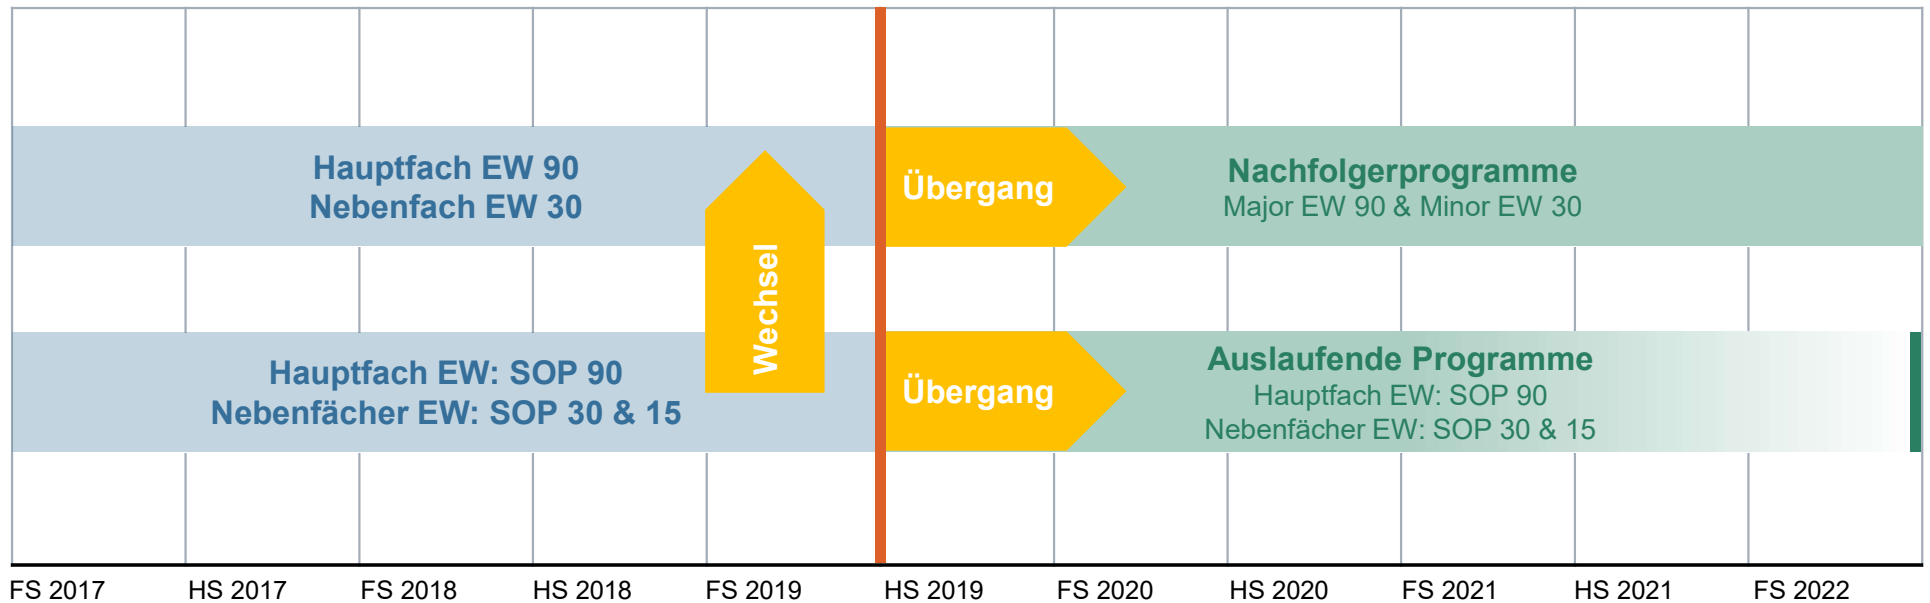 Hauptfach EW 90
Nebenfach EW 30
Übergang
Nachfolgerprogramme
Major EW 90 & Minor EW 30
Wechsel
Hauptfach EW: SOP 90
Nebenfächer EW: SOP 30 & 15
Übergang
Auslaufende Programme
Hauptfach EW: SOP 90
Nebenfächer EW: SOP 30 & 15
FS 2017
HS 2017
FS 2018
HS 2018
FS 2019
HS 2019
FS 2020
HS 2020
FS 2021
HS 2021
FS 2022